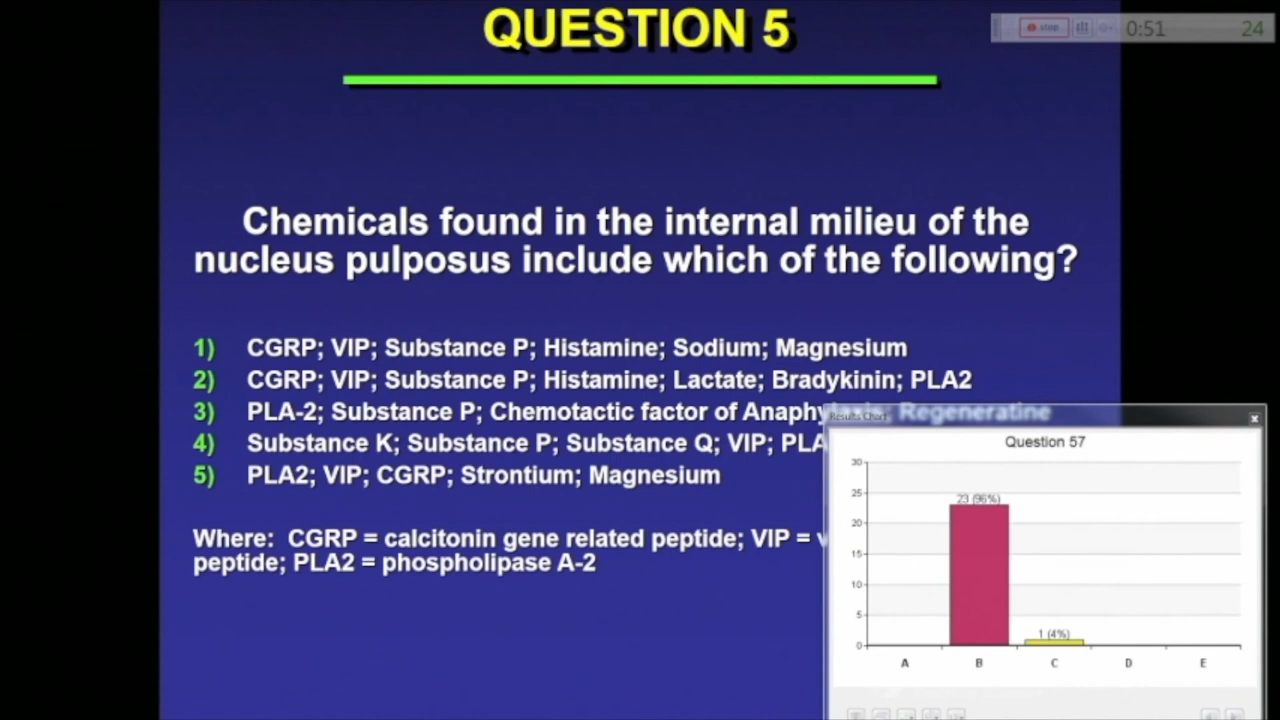 QUESTION 5
stop
0:51
24
Chemicals found in the internal milieu of the
nucleus pulposus include which of the following?
1) CGRP; VIP; Substance P; Histamine; Sodium; Magnesium
2) CGRP; VIP; Substance P; Histamine; Lactate; Bradykinin; PLA2
3) PLA-2; Substance P; Chemotactic factor of Regeneratine
4) Substance K; Substance P; Substance Q; VIP;
5) PLA2; VIP; CGRP; Strontium; Magnesium
Where: CGRP = calcitonin gene related peptide; VIP =
peptide; PLA2 = phospholipase A-2
Results Chart
Question 57
30
25
20
15
10
5
0
23 (96%)
1 (4%)
A B C D E